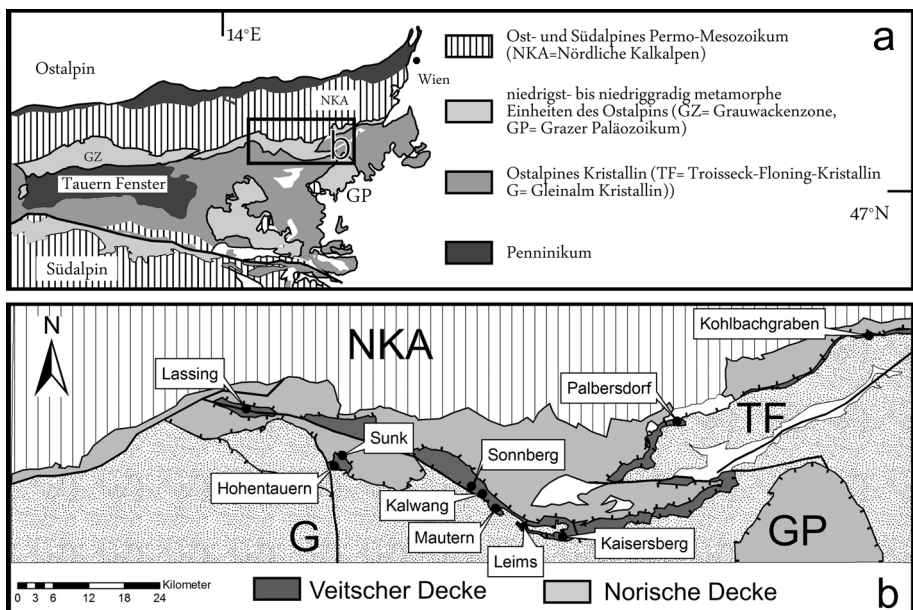 a
14°E
Ostalpin
Wien
NKA
b
GZ
Tauern Fenster
GP
47°N
Südalpin
Ost- und Südalpines Permo-Mesozoikum
(NKA=Nördliche Kalkalpen)
niedrigst- bis niedriggradig metamorphe
Einheiten des Ostalpins (GZ= Grauwackenzone,
GP= Grazer Paläozoikum)
Ostalpines Kristallin (TF= Troisseck-Floning-Kristallin
G= Gleinalm Kristallin))
Penninikum
N
NKA
Kohlbachgraben
Lassing
Palbersdorf
TF
Sunk
Sonnberg
Hohentauern
Kalwang
Mautern
G
Leims
Kaisersberg
GP
Kilometer
0 3 6 12 18 24
Veitscher Decke
Norische Decke
b